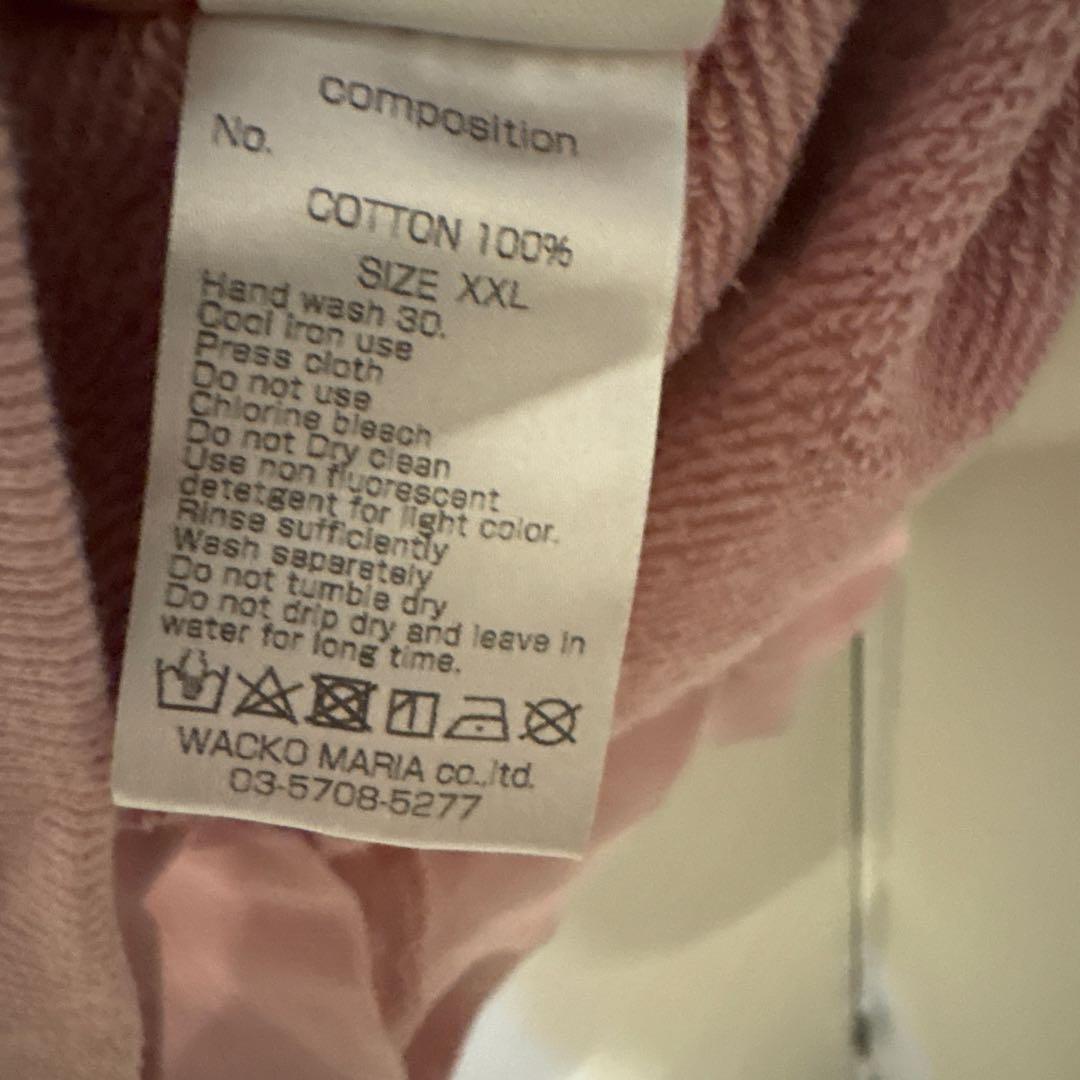 composition
No.
COTTON 100%
SIZE XXL
Hand wash 30.
Cool iron use
Press cloth
Do not use
Chlorine bleach
Do not Dry clean
Use non fluorescent
detetgent for light color.
Rinse sufficiently
Wash separately
Do not tumble dry
Do not drip dry and leave in
water for long time.
WACKO MARIA co.,ltd.
03-5708-5277